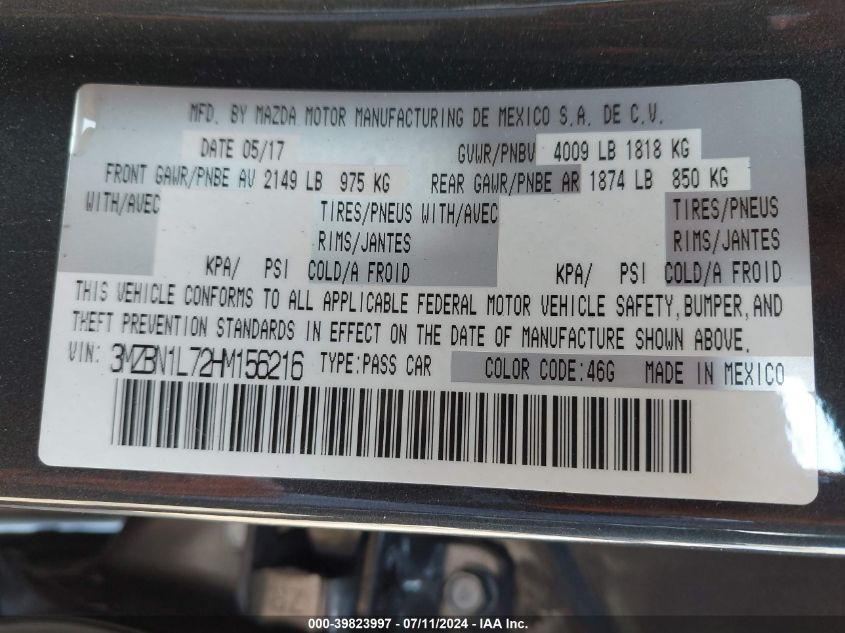 MFD. BY MAZDA MOTOR MANUFACTURING DE MEXICO S.A. DE C.V.
DATE 05/17 GVWR/PNBV 4009 LB 1818 KG
FRONT GAWR/PNBE AV 2149 LB 975 KG REAR GAWR/PNBE AR 1874 LB 850 KG
WITH/AVEC TIRES/PNEUS WITH/AVEC TIRES/PNEUS
RIMS/JANTES RIMS/JANTES
KPA/ PSI COLD/A FROID KPA/ PSI COLD/A FROID
THIS VEHICLE CONFORMS TO ALL APPLICABLE FEDERAL MOTOR VEHICLE SAFETY, BUMPER, AND
THEFT PREVENTION STANDARDS IN EFFECT ON THE DATE OF MANUFACTURE SHOWN ABOVE.
VIN: 3MZBN1L72HM156216 TYPE:PASS CAR COLOR CODE:46G MADE IN MEXICO
000-39823997 - 07/11/2024 - IAA Inc.